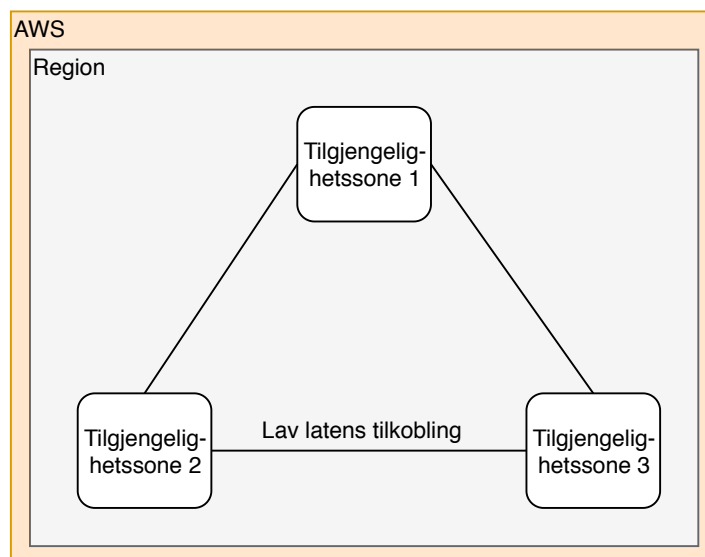 AWS
Region
Tilgjengelig-
hetssone 1
Lav latens tilkobling
Tilgjengelig-
hetssone 2
Tilgjengelig-
hetssone 3